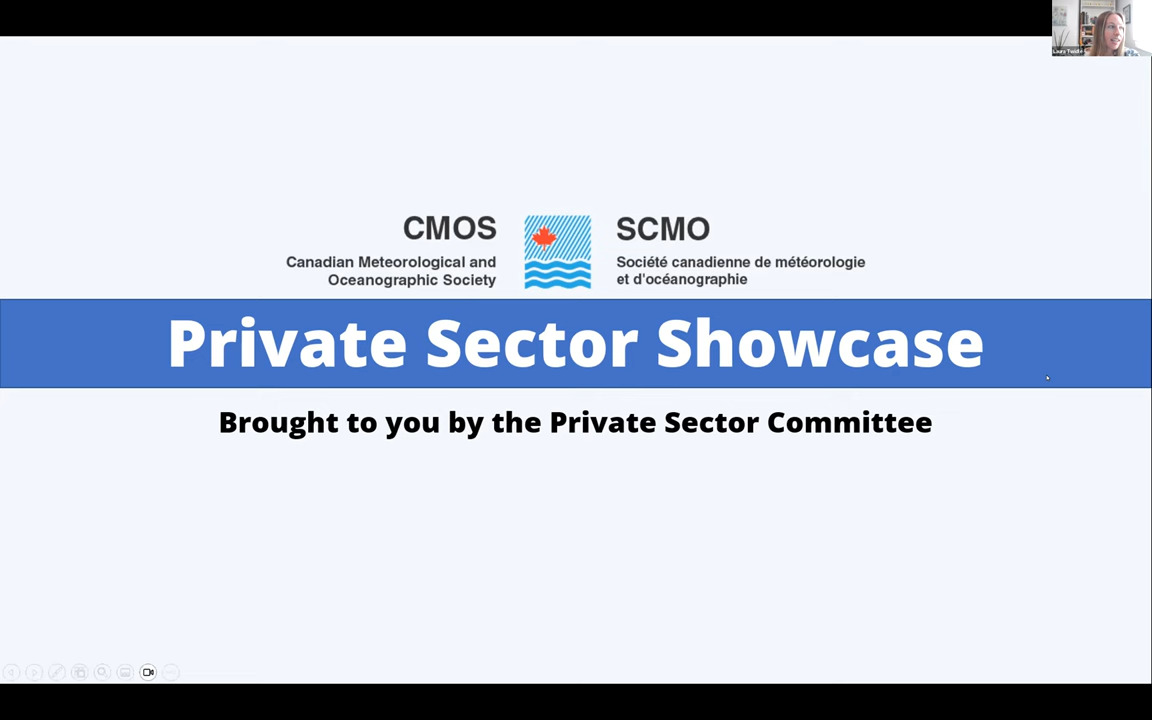 CMOS
Canadian Meteorological and
Oceanographic Society
SCMO
Société canadienne de météorologie
et d'océanographie
Private Sector Showcase
Brought to you by the Private Sector Committee